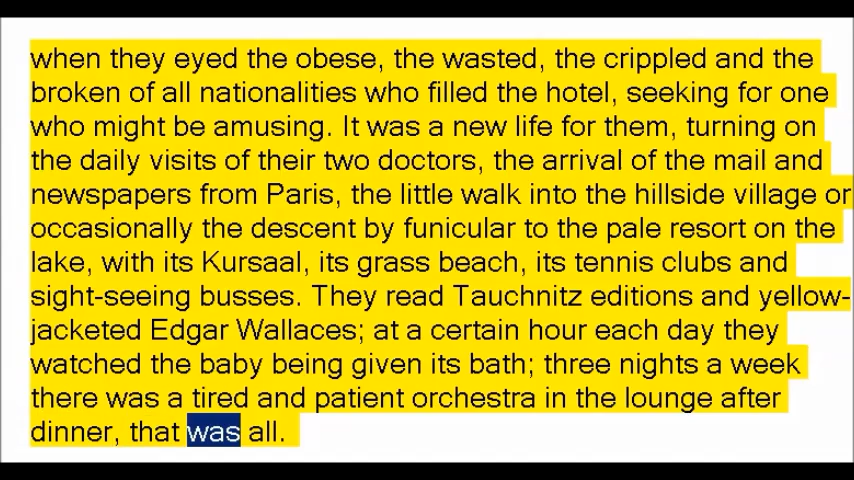 when they eyed the obese, the wasted, the crippled and the
broken of all nationalities who filled the hotel, seeking for one
who might be amusing. It was a new life for them, turning on
the daily visits of their two doctors, the arrival of the mail and
newspapers from Paris, the little walk into the hillside village or
occasionally the descent by funicular to the pale resort on the
lake, with its Kursaal, its grass beach, its tennis clubs and
sight-seeing busses. They read Tauchnitz editions and yellow-
jacketed Edgar Wallaces; at a certain hour each day they
watched the baby being given its bath; three nights a week
there was a tired and patient orchestra in the lounge after
dinner, that was all.